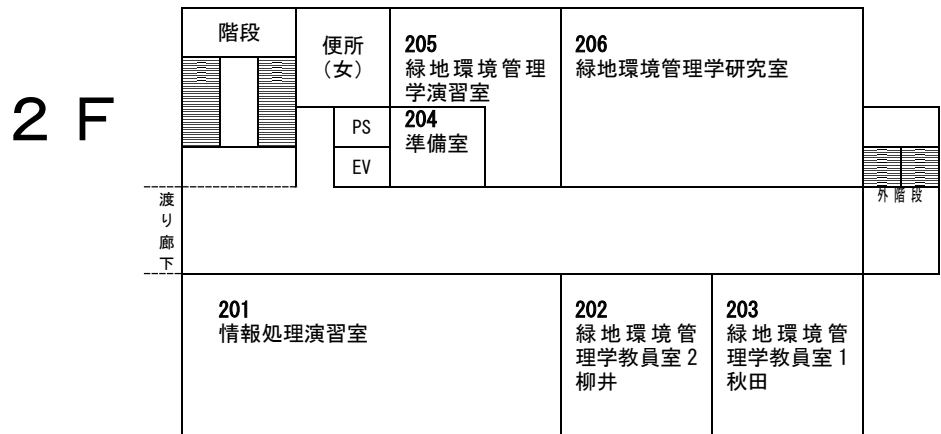 ２Ｆ
階段
便所
（女）
205
緑地環境管理
学演習室
206
緑地環境管理学研究室
PS
204
準備室
EV
渡り廊下
外階段
201
情報処理演習室
202
緑地環境管
理学教員室2
柳井
203
緑地環境管
理学教員室1
秋田